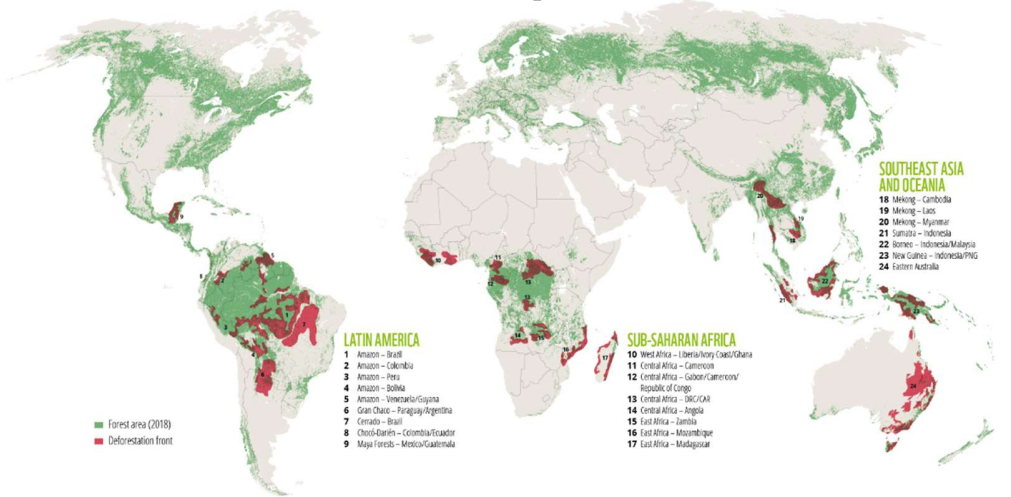 SOUTHEAST ASIA
AND OCEANIA
18 Mekong – Cambodia
19 Mekong – Laos
20 Mekong – Myanmar
21 Sumatra – Indonesia
22 Borneo – Indonesia/Malaysia
23 New Guinea – Indonesia/PNG
24 Eastern Australia
LATIN AMERICA
1 Amazon – Brazil
2 Amazon – Colombia
3 Amazon – Peru
4 Amazon – Bolivia
5 Amazon – Venezuela/Guyana
6 Gran Chaco – Paraguay/Argentina
7 Cerrado – Brazil
8 Chocó-Darién – Colombia/Ecuador
9 Maya Forests – Mexico/Guatemala
SUB-SAHARAN AFRICA
10 West Africa – Liberia/Ivory Coast/Ghana
11 Central Africa – Cameroon
12 Central Africa – Gabon/Cameroon/
Republic of Congo
13 Central Africa – DRC/CAR
14 Central Africa – Angola
15 East Africa – Zambia
16 East Africa – Mozambique
17 East Africa – Madagascar
Forest area (2018)
Deforestation front